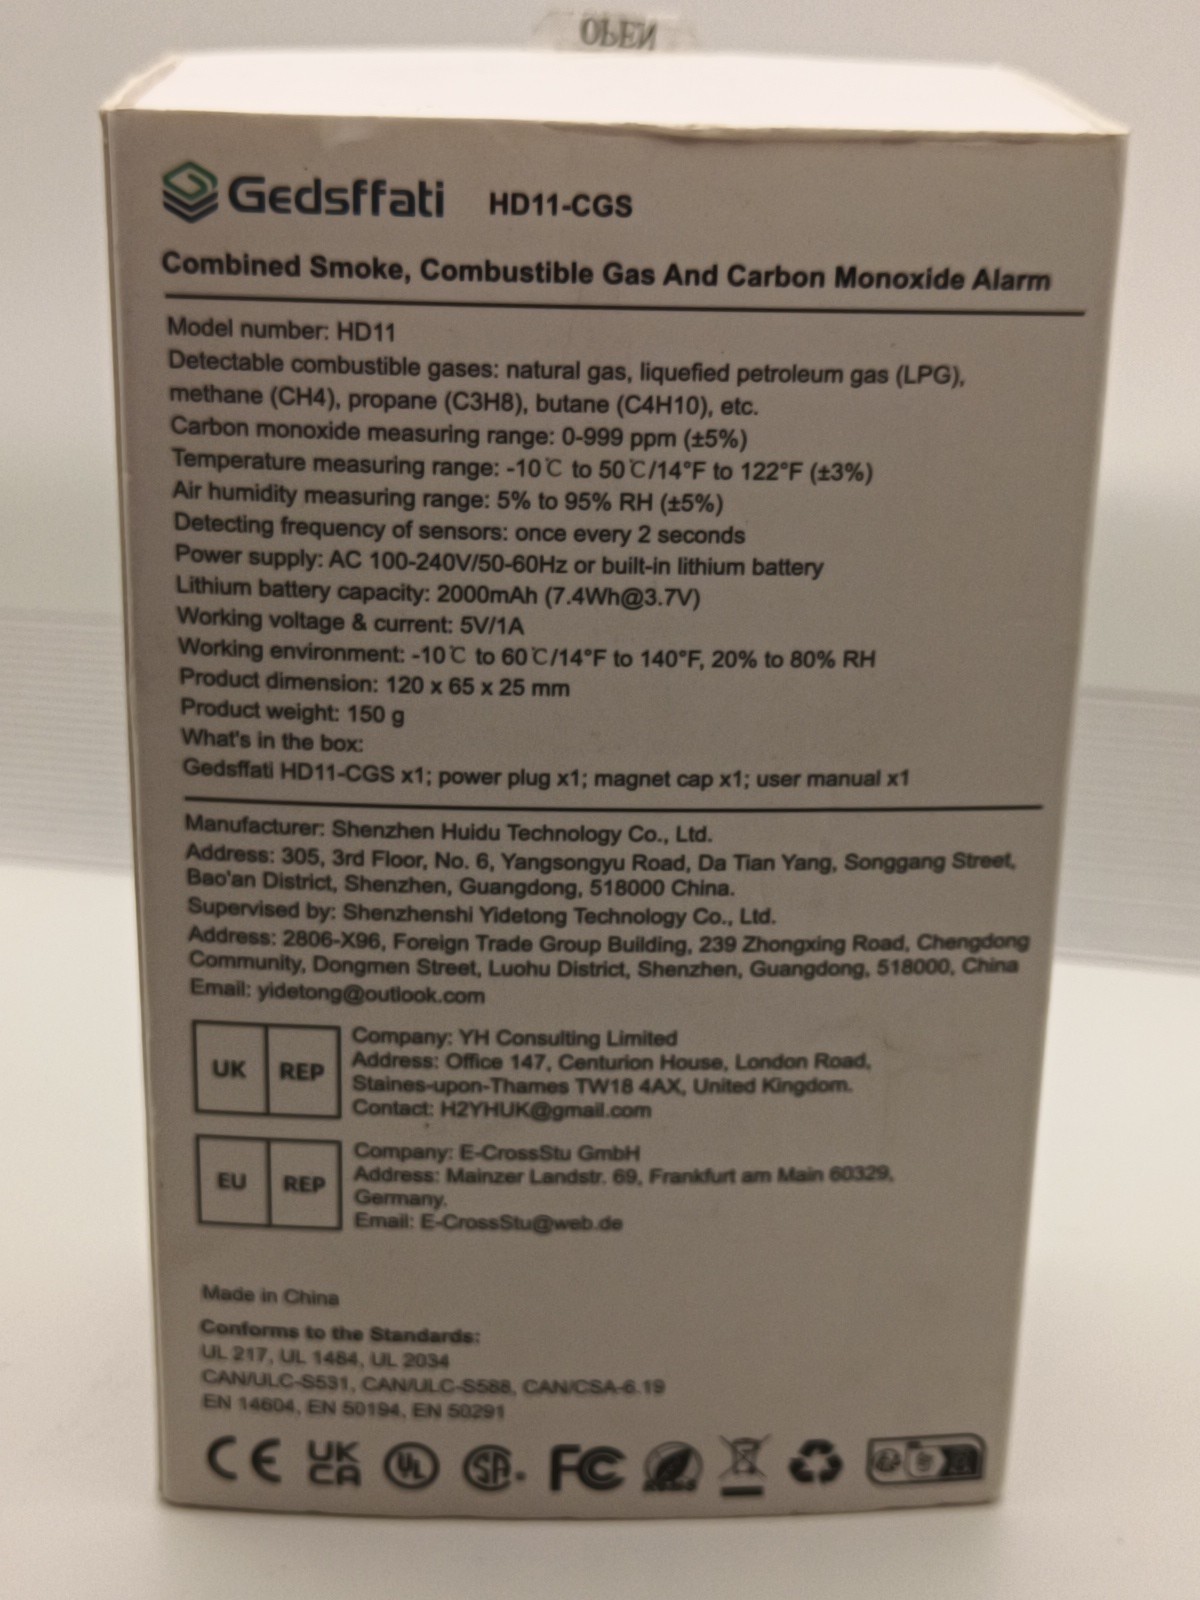 OPEN
Gedsffati HD11-CGS
Combined Smoke, Combustible Gas And Carbon Monoxide Alarm
Model number: HD11
Detectable combustible gases: natural gas, liquefied petroleum gas (LPG),
methane (CH4), propane (C3H8), butane (C4H10), etc.
Carbon monoxide measuring range: 0-999 ppm (±5%)
Temperature measuring range: -10℃ to 50℃/14°F to 122°F (±3%)
Air humidity measuring range: 5% to 95% RH (±5%)
Detecting frequency of sensors: once every 2 seconds
Power supply: AC 100-240V/50-60Hz or built-in lithium battery
Lithium battery capacity: 2000mAh (7.4Wh@3.7V)
Working voltage & current: 5V/1A
Working environment: -10℃ to 60℃/14°F to 140°F, 20% to 80% RH
Product dimension: 120 x 65 x 25 mm
Product weight: 150 g
What's in the box:
Gedsffati HD11-CGS x1; power plug x1; magnet cap x1; user manual x1
Manufacturer: Shenzhen Huidu Technology Co., Ltd.
Address: 305, 3rd Floor, No. 6, Yangsongyu Road, Da Tian Yang, Songgang Street,
Bao'an District, Shenzhen, Guangdong, 518000 China.
Supervised by: Shenzhenshi Yidetong Technology Co., Ltd.
Address: 2806-X96, Foreign Trade Group Building, 239 Zhongxing Road, Chengdong
Community, Dongmen Street, Luohu District, Shenzhen, Guangdong, 518000, China
Email: yidetong@outlook.com
UK REP
Company: YH Consulting Limited
Address: Office 147, Centurion House, London Road,
Staines-upon-Thames TW18 4AX, United Kingdom.
Contact: H2YHUK@gmail.com
EU REP
Company: E-CrossStu GmbH
Address: Mainzer Landstr. 69, Frankfurt am Main 60329,
Germany.
Email: E-CrossStu@web.de
Made in China
Conforms to the Standards:
UL 217, UL 1484, UL 2034
CAN/ULC-S531, CAN/ULC-S588, CAN/CSA-6.19
EN 14604, EN 50194, EN 50291
CE UK CA UL SA FC